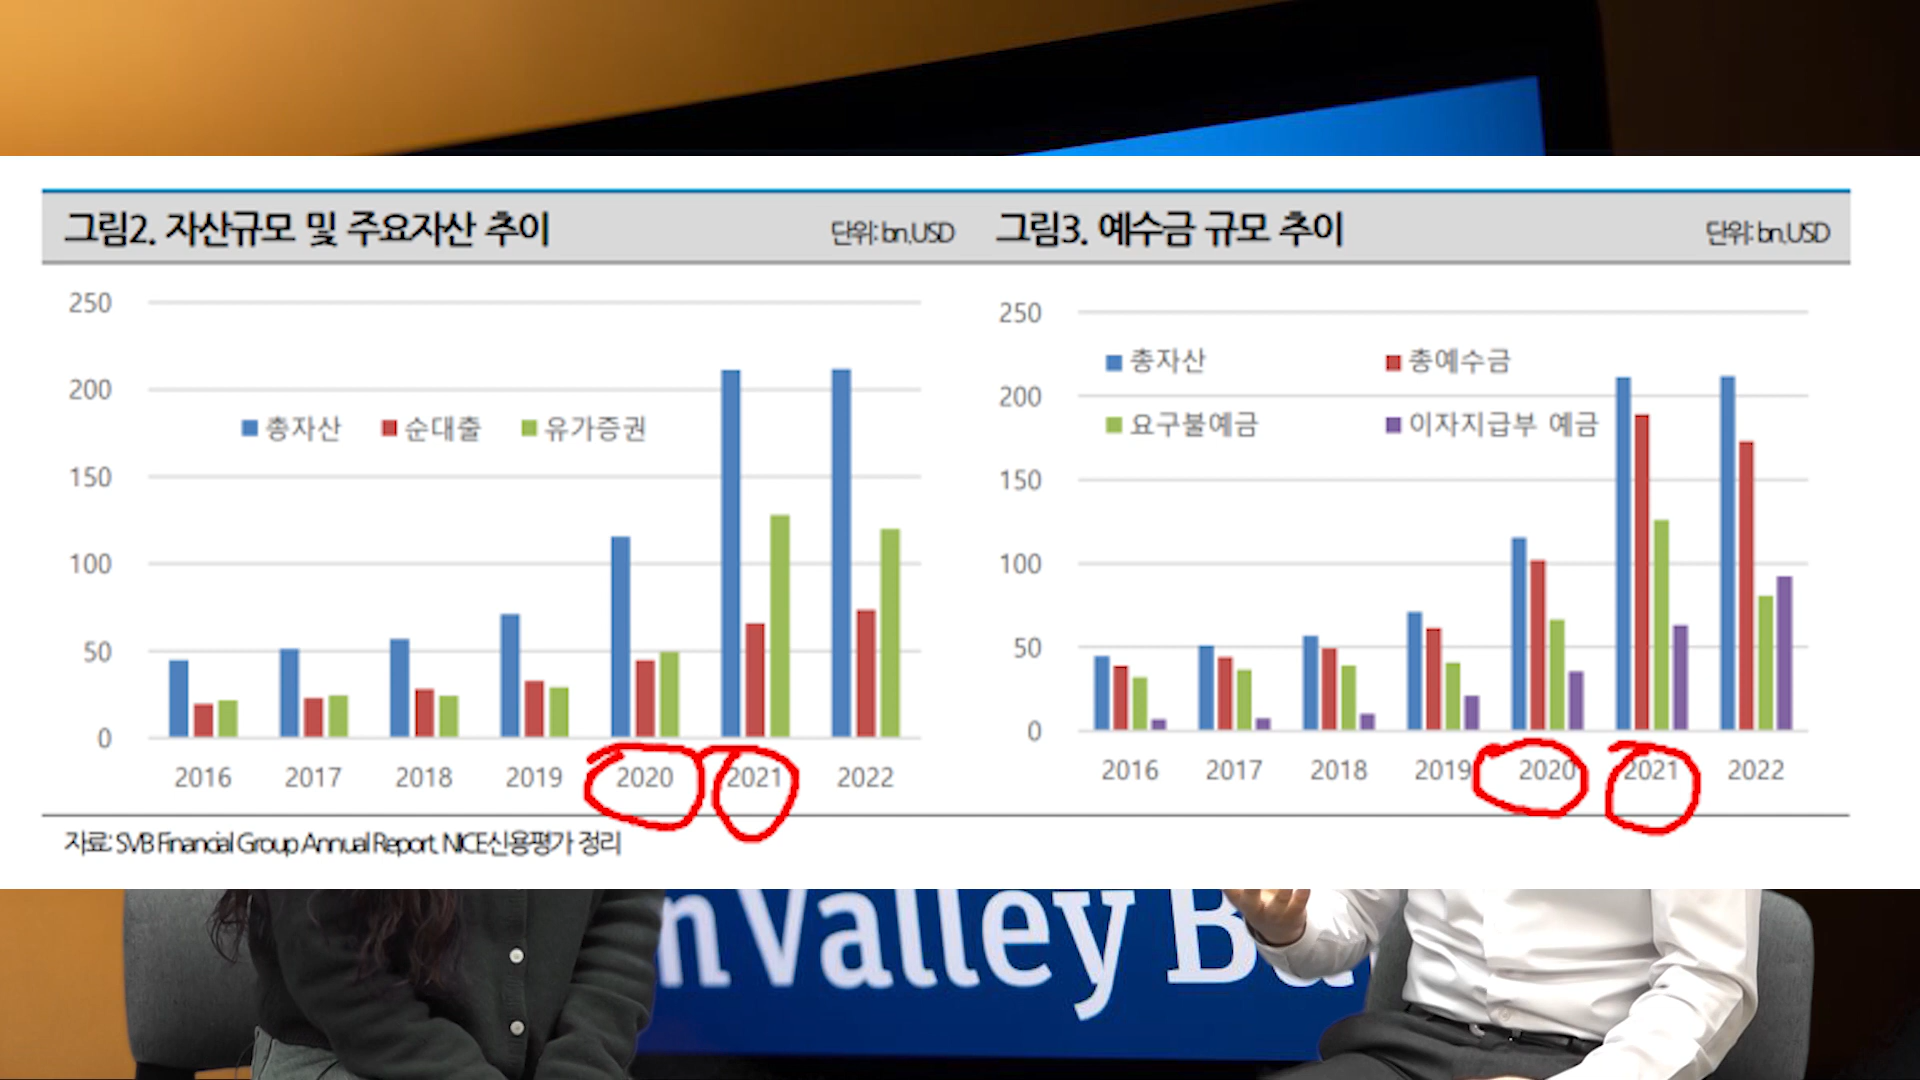 그림2. 자산규모 및 주요자산 추이
단위: bn,USD
250
200
150
100
50
0
총자산 순대출 유가증권
2016 2017 2018 2019 2020 2021 2022
그림3. 예수금 규모 추이
단위: bn,USD
250
200
150
100
50
0
총자산 총예수금
요구불예금 이자지급부 예금
2016 2017 2018 2019 2020 2021 2022
자료: SVB Financial Group Annual Report, NICE신용평가 정리
n Valley B